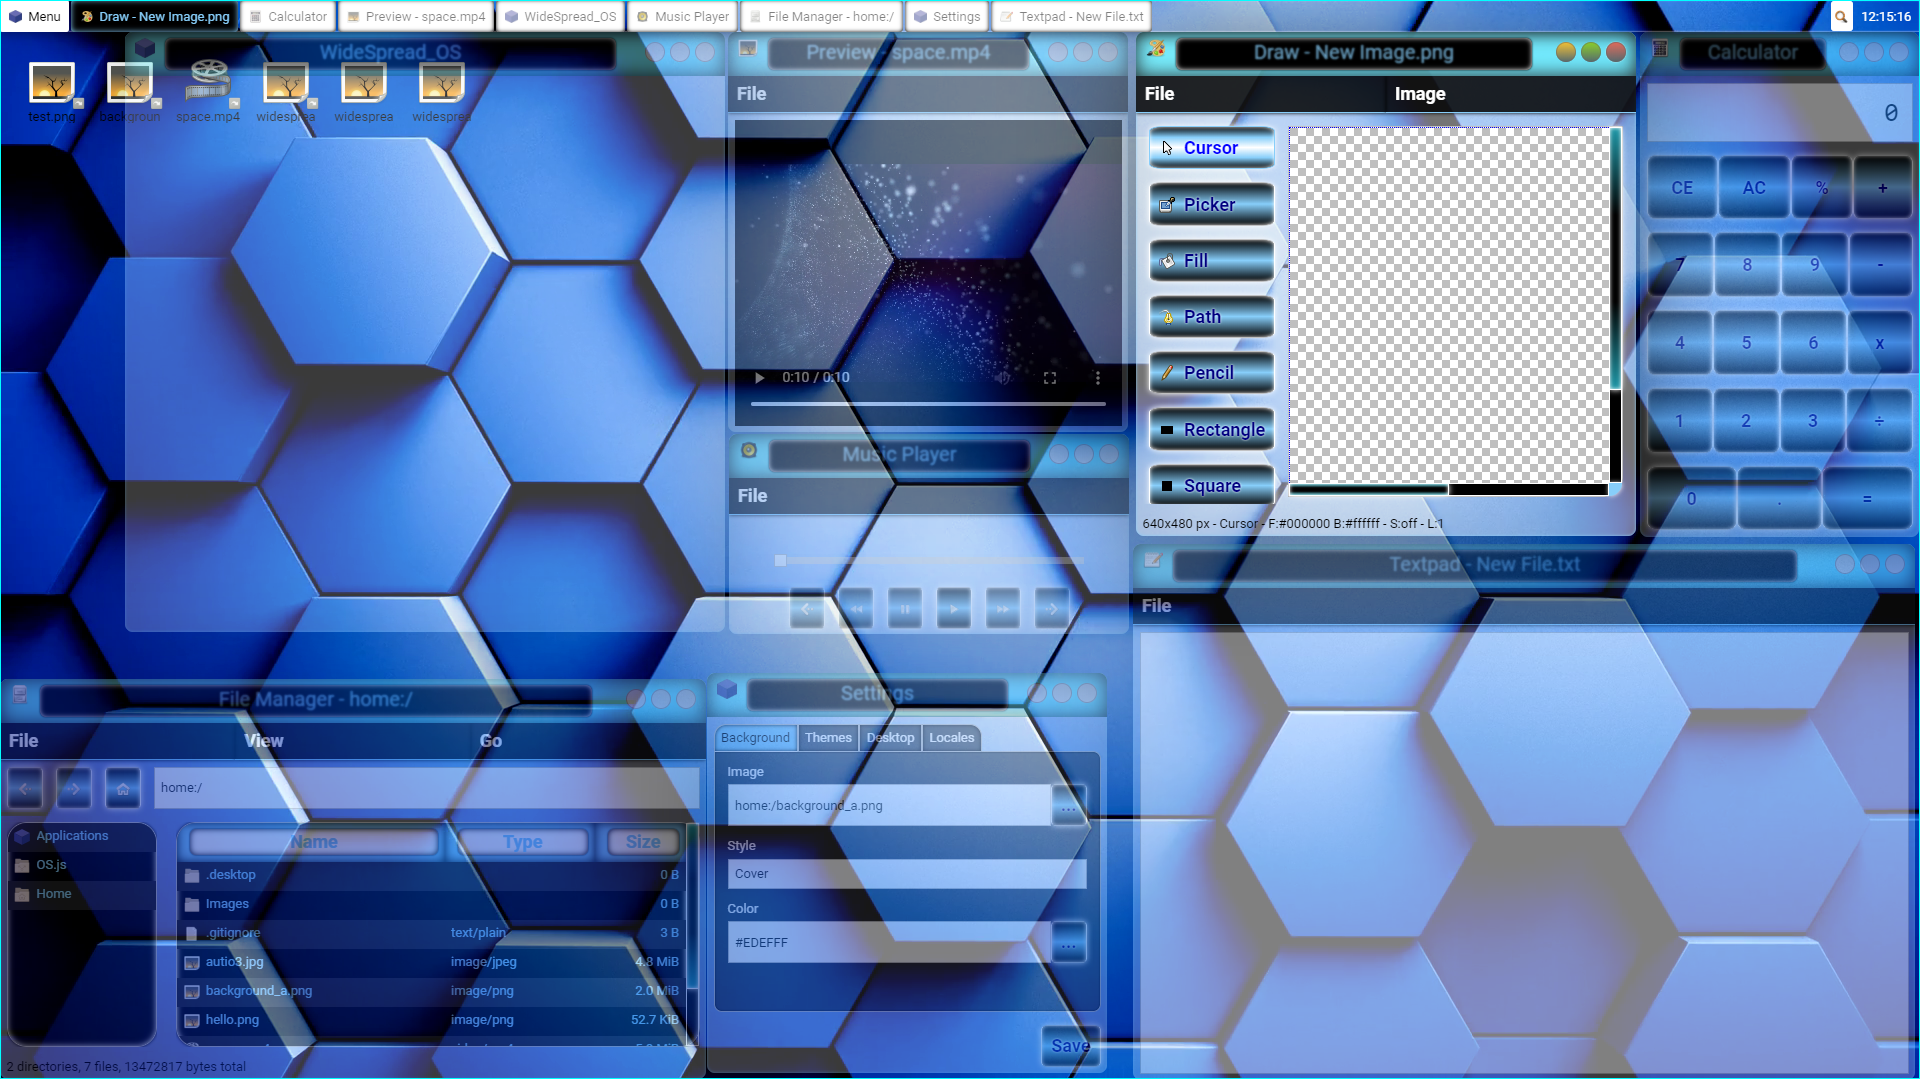 Menu
Draw - New Image.png
Calculator
Preview - space.mp4
WideSpread_OS
Music Player
File Manager - home:/
Settings
Textpad - New File.txt
12:15:16
WideSpread_OS
test.png
backgroun
space.mp4
widesprea
widesprea
widesprea
Preview - space.mp4
File
0:10 / 0:10
Music Player
File
Draw - New Image.png
File
Image
Cursor
Picker
Fill
Path
Pencil
Rectangle
Square
640x480 px - Cursor - F:#000000 B:#ffffff - S:off - L:1
Calculator
0
CE AC % +
7 8 9 -
4 5 6 x
1 2 3 ÷
0 . =
Textpad - New File.txt
File
File Manager - home:/
File View Go
home:/
Applications
OS.js
Home
Name Type Size
.desktop 0 B
Images 0 B
.gitignore text/plain 3 B
autio3.jpg image/jpeg 4.8 MiB
background_a.png image/png 2.0 MiB
hello.png image/png 52.7 KiB
2 directories, 7 files, 13472817 bytes total
Settings
Background Themes Desktop Locales
Image
home:/background_a.png
...
Style
Cover
Color
#EDEFFF
...
Save